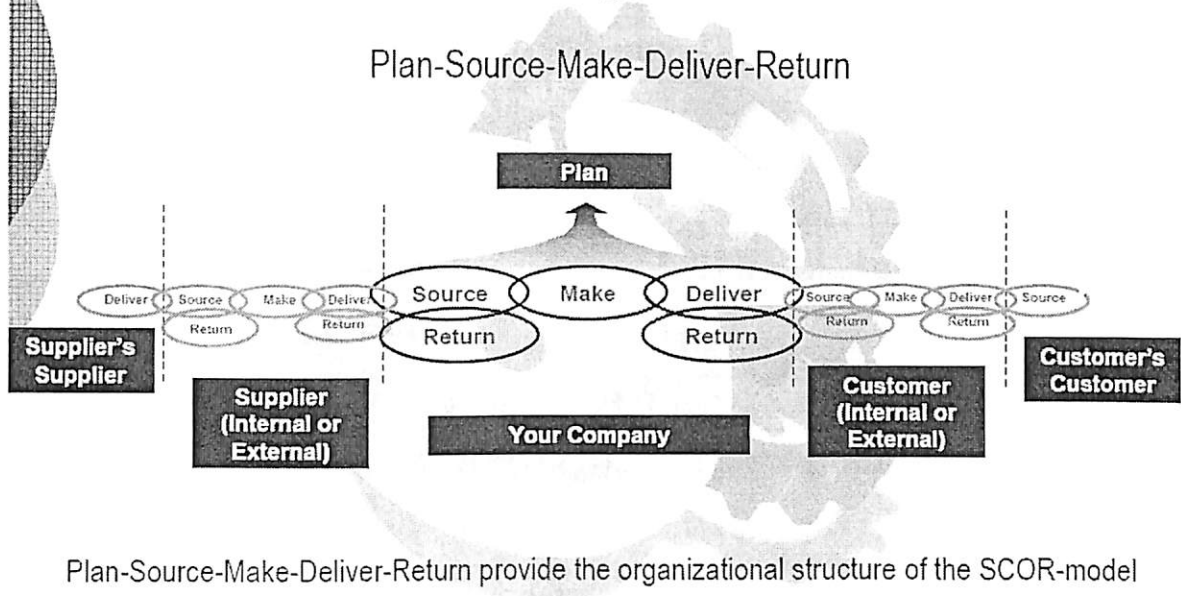 Plan-Source-Make-Deliver-Return
Plan
Deliver
Source
Make
Deliver
Source
Make
Deliver
Source
Make
Deliver
Source
Return
Return
Return
Return
Return
Return
Supplier's
Supplier
Supplier
(Internal or
External)
Your Company
Customer
(Internal or
External)
Customer's
Customer
Plan-Source-Make-Deliver-Return provide the organizational structure of the SCOR-model